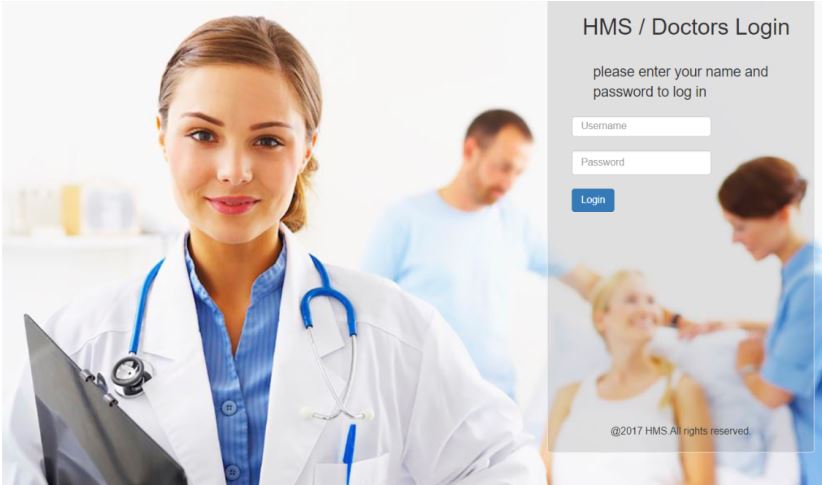 HMS / Doctors Login
please enter your name and
password to log in
Username
Password
Login
@2017 HMS.All rights reserved.